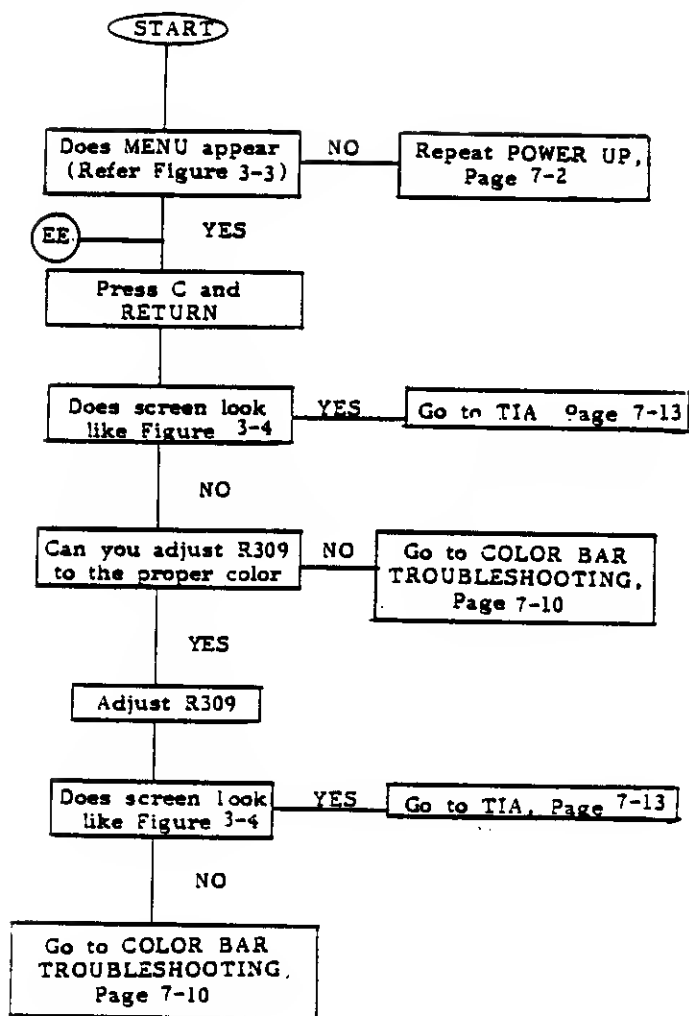 START
Does MENU appear
(Refer Figure 3-3)
NO
Repeat POWER UP,
Page 7-2
EE
YES
Press C and
RETURN
Does screen look
like Figure 3-4
YES
Go to TIA Page 7-13
NO
Can you adjust R309
to the proper color
NO
Go to COLOR BAR
TROUBLESHOOTING,
Page 7-10
YES
Adjust R309
Does screen look
like Figure 3-4
YES
Go to TIA, Page 7-13
NO
Go to COLOR BAR
TROUBLESHOOTING,
Page 7-10